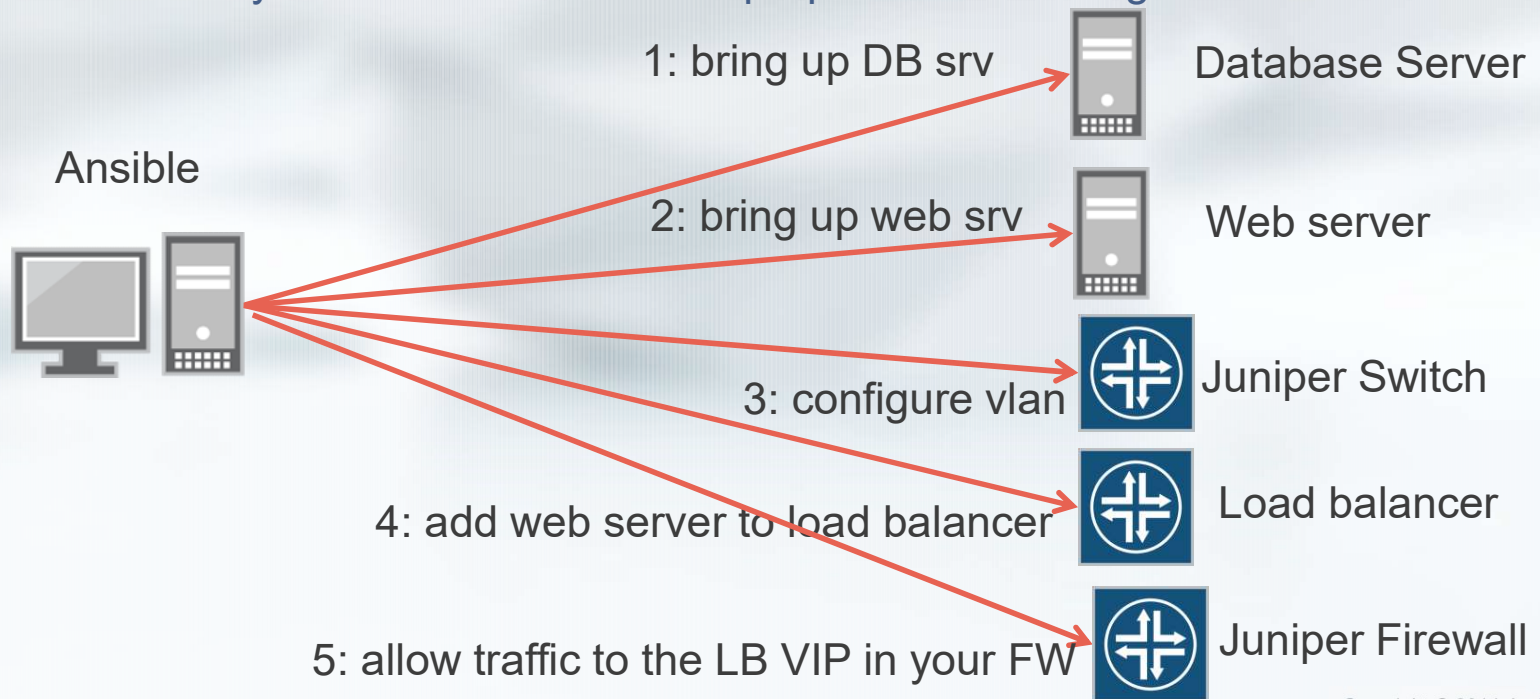 1: bring up DB srv
Database Server
Ansible
2: bring up web srv
Web server
3: configure vlan
Juniper Switch
4: add web server to load balancer
Load balancer
5: allow traffic to the LB VIP in your FW
Juniper Firewall